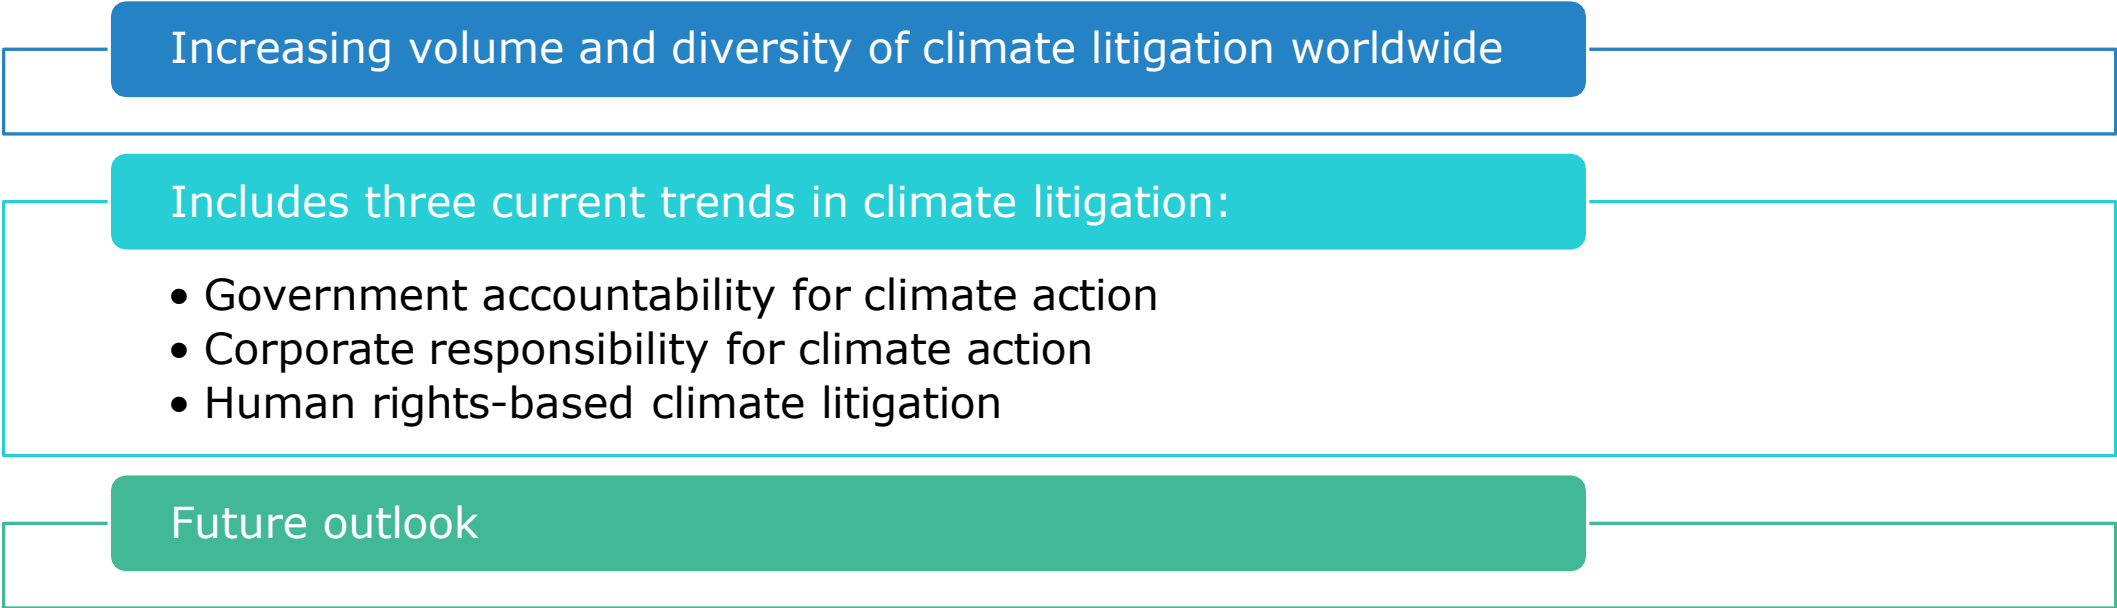 Increasing volume and diversity of climate litigation worldwide
Includes three current trends in climate litigation:
• Government accountability for climate action
• Corporate responsibility for climate action
• Human rights-based climate litigation
Future outlook